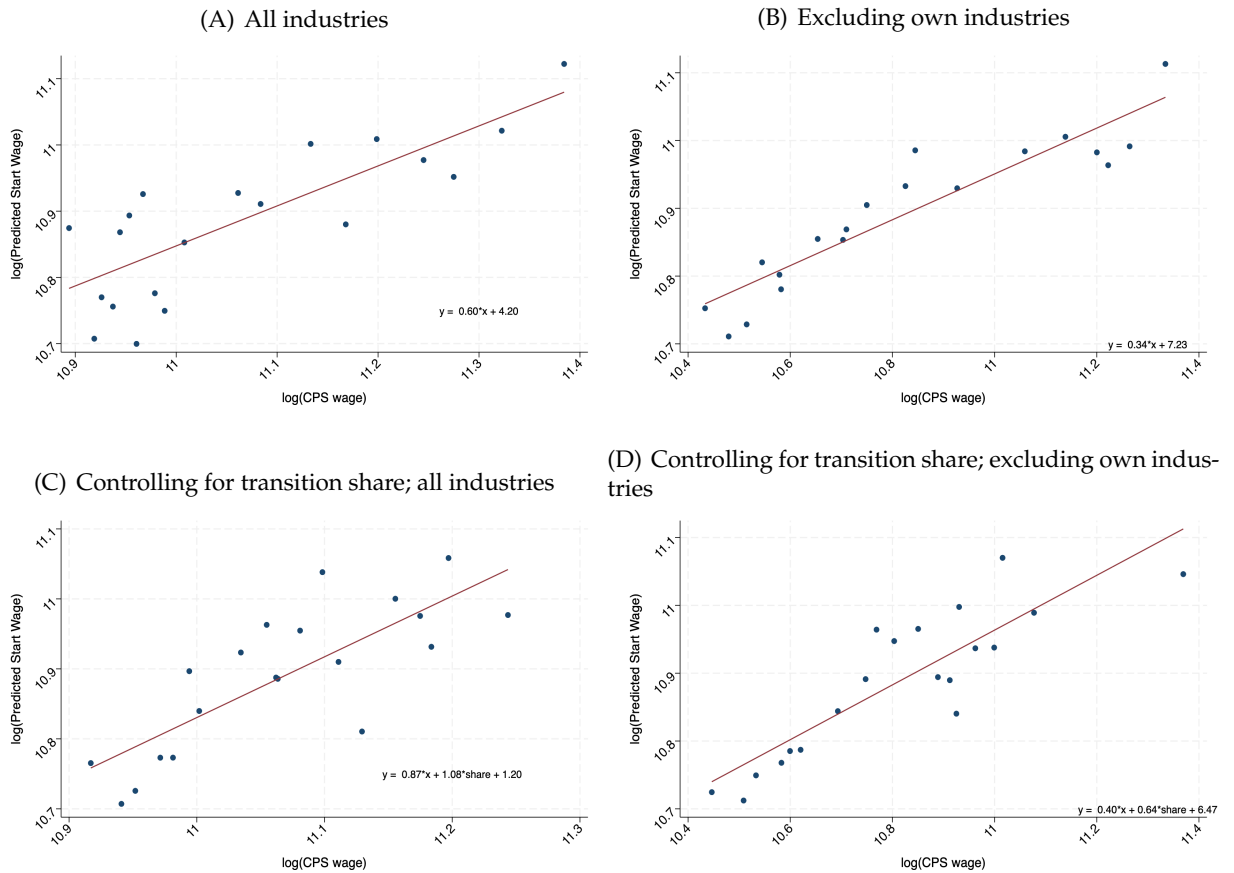 (A) All industries
log(Predicted Start Wage)
11.1
11
10.9
10.8
10.7
y = 0.60*x + 4.20
10.9
11
11.1
11.2
11.3
11.4
log(CPS wage)
(B) Excluding own industries
log(Predicted Start Wage)
11.1
11
10.9
10.8
10.7
y = 0.34*x + 7.23
10.4
10.6
10.8
11
11.2
11.4
log(CPS wage)
(C) Controlling for transition share; all industries
log(Predicted Start Wage)
11.1
11
10.9
10.8
10.7
y = 0.87*x + 1.08*share + 1.20
10.9
11
11.1
11.2
11.3
log(CPS wage)
(D) Controlling for transition share; excluding own indus-
tries
log(Predicted Start Wage)
11.1
11
10.9
10.8
10.7
y = 0.40*x + 0.64*share + 6.47
10.4
10.6
10.8
11
11.2
11.4
log(CPS wage)